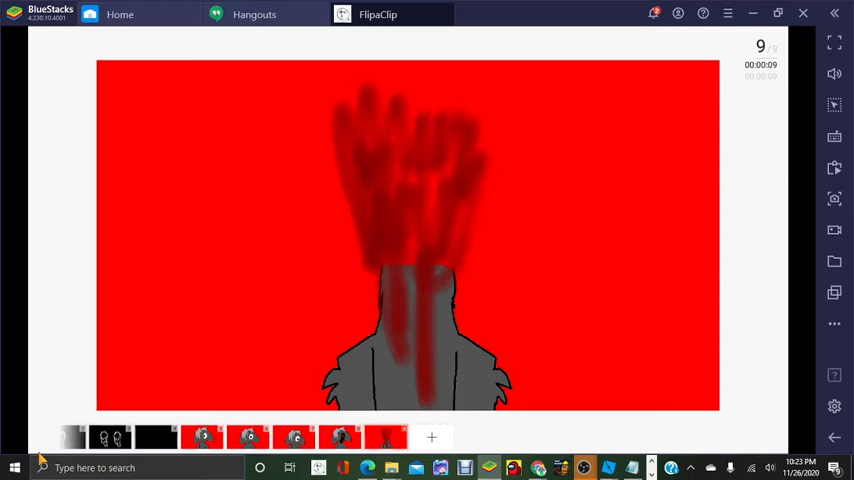 BlueStacks
4.230.10.4001
Home
Hangouts
FlipaClip
9/9
00:00:09
00:00:09
Type here to search
10:23 PM
11/26/2020